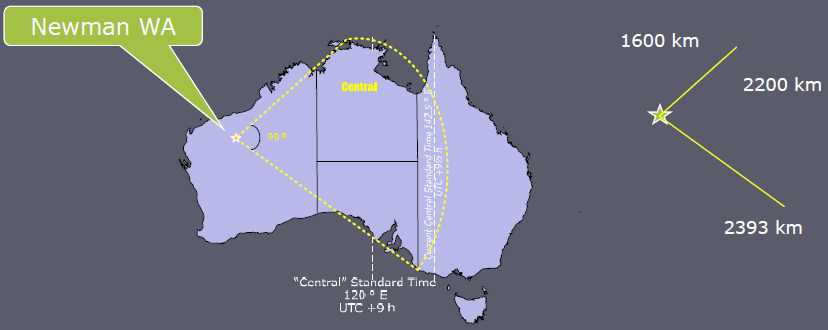 Newman WA
Central
99°
Current Central Standard Time 142.5 ° E
UTC +9½ h
“Central” Standard Time
120 ° E
UTC +9 h
1600 km
2200 km
2393 km